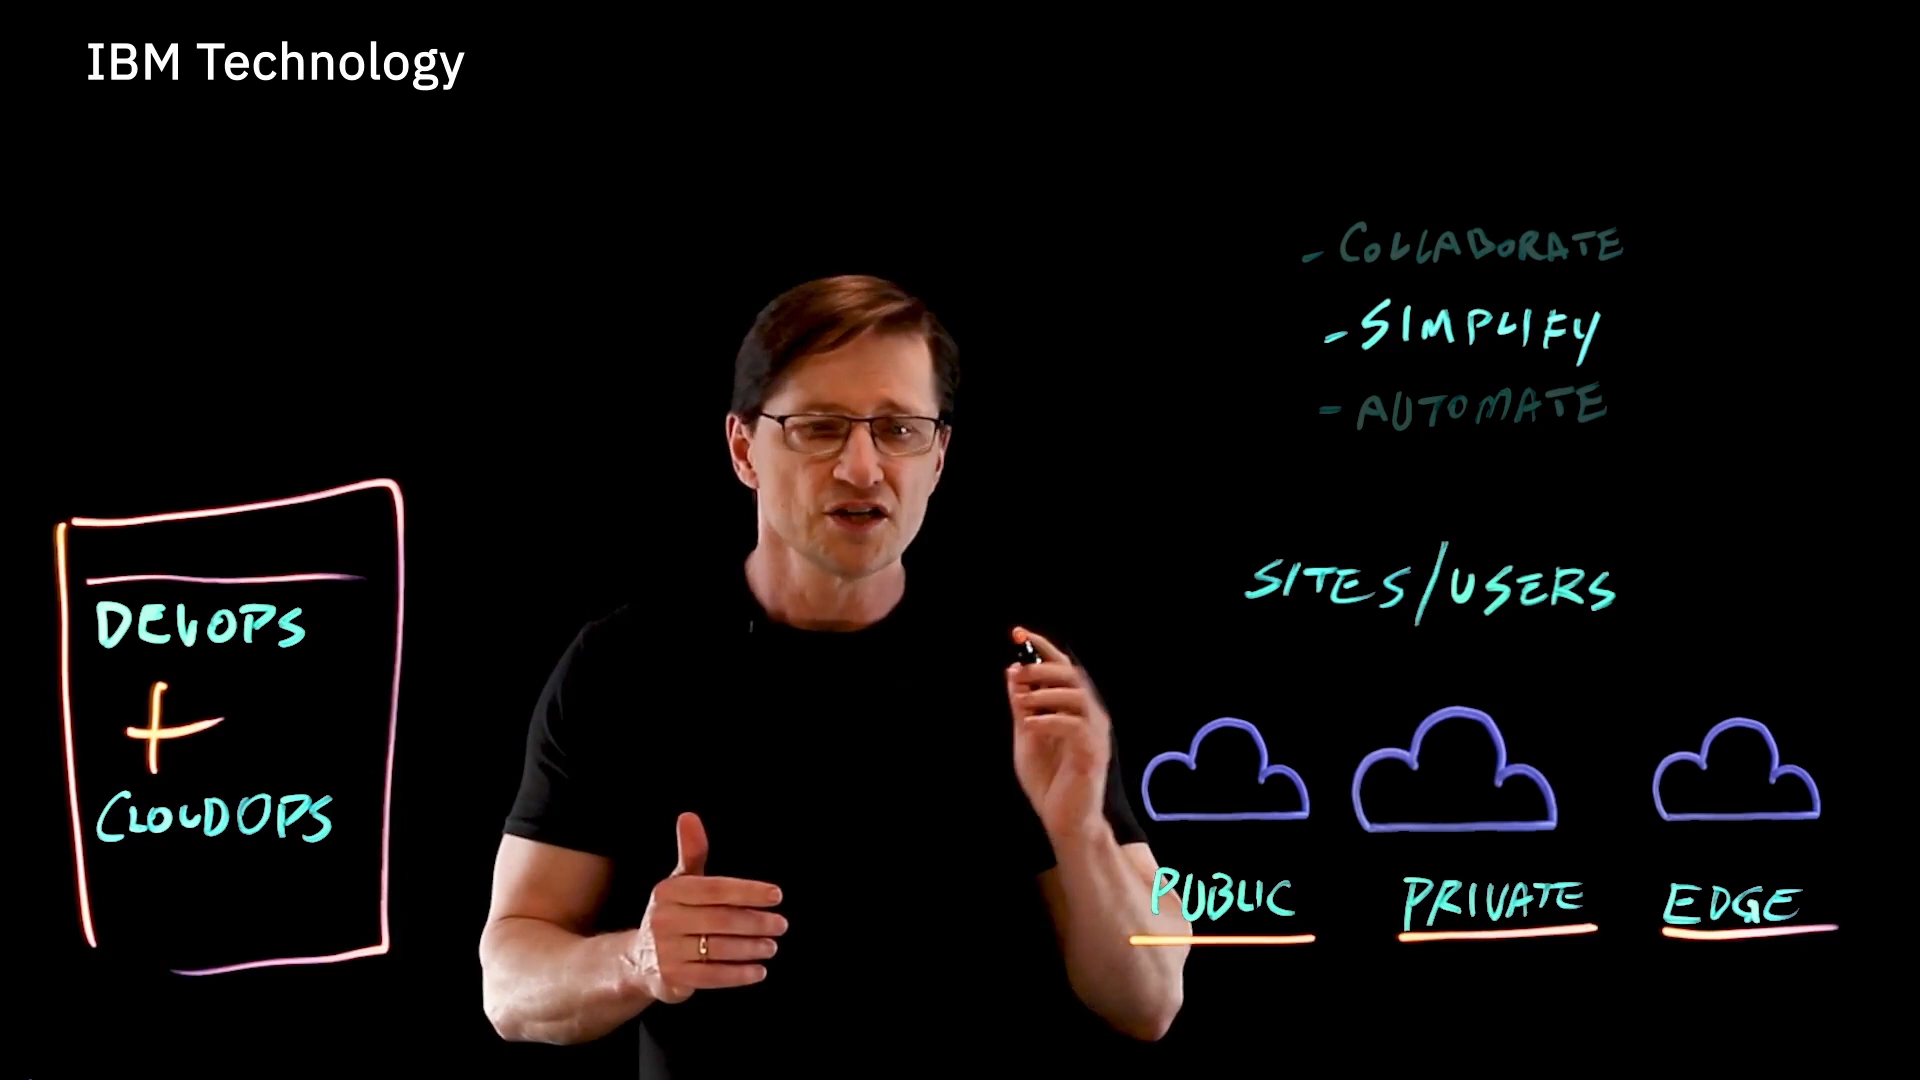 IBM Technology
- COLLABORATE
- SIMPLIFY
- AUTOMATE
SITES/USERS
DEVOPS
+
CLOUDOPS
PUBLIC
PRIVATE
EDGE